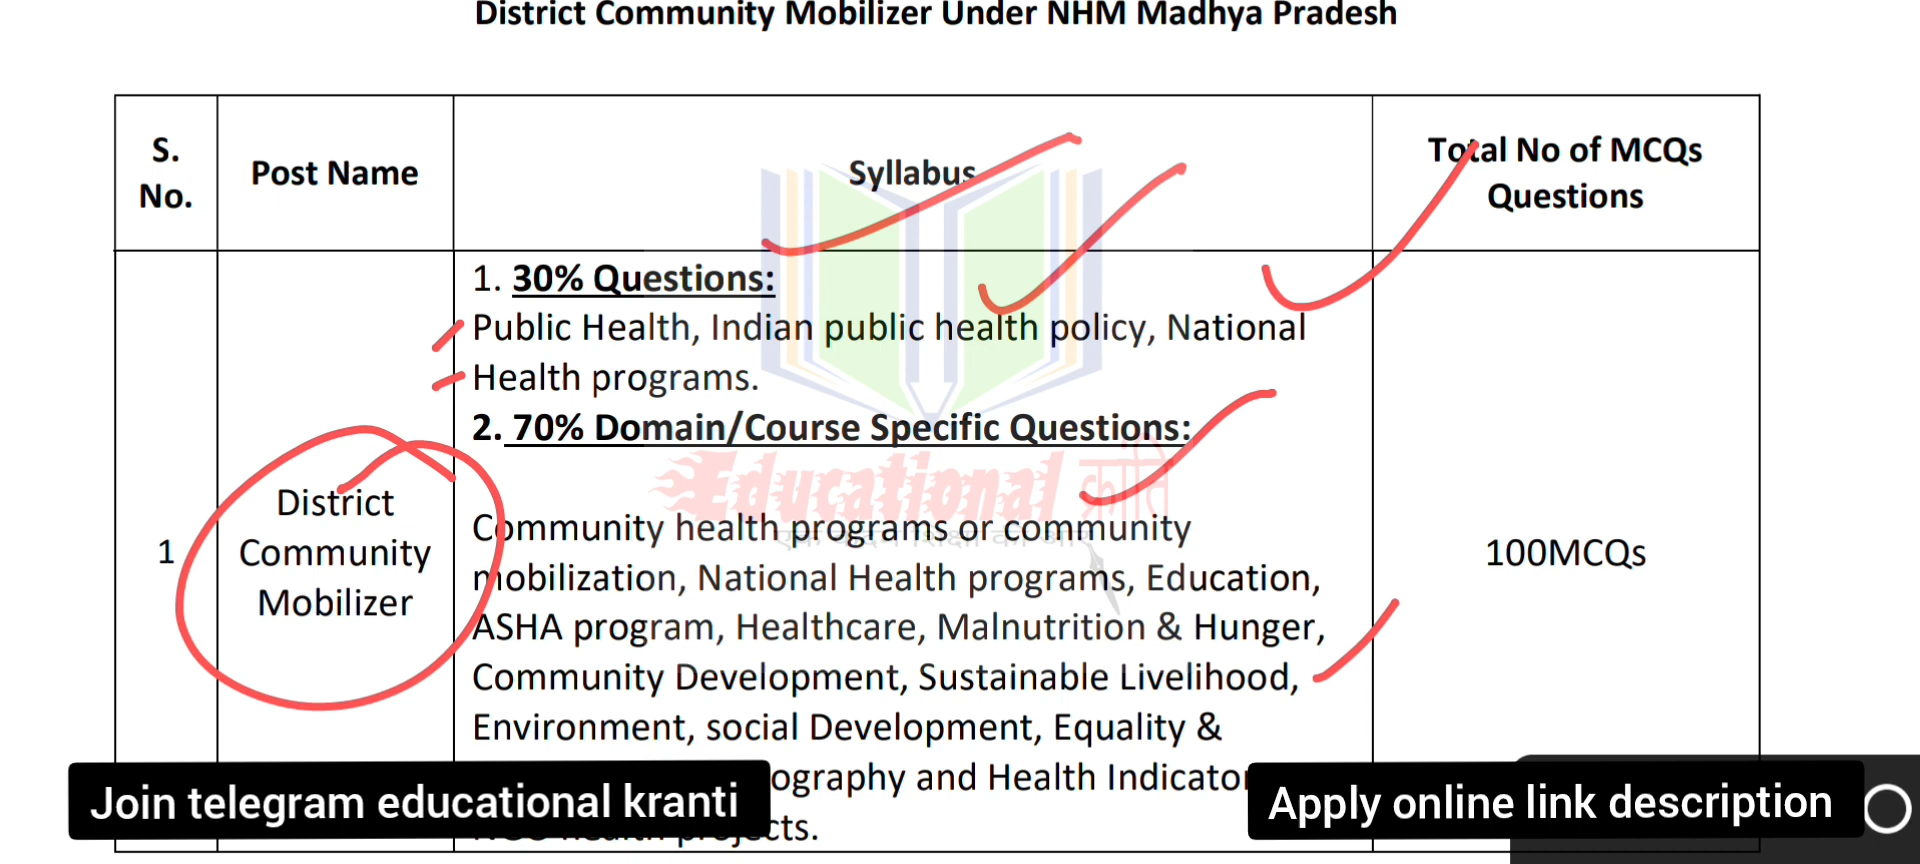 District Community Mobilizer Under NHM Madhya Pradesh
S.
No.
Post Name
Syllabus
Total No of MCQs
Questions
1
District
Community
Mobilizer
1. 30% Questions:
Public Health, Indian public health policy, National
Health programs.
2. 70% Domain/Course Specific Questions:
Educational क्रांति
Community health programs or community
mobilization, National Health programs, Education,
ASHA program, Healthcare, Malnutrition & Hunger,
Community Development, Sustainable Livelihood,
Environment, social Development, Equality &
ography and Health Indicato
health projects.
100MCQs
Join telegram educational kranti
Apply online link description